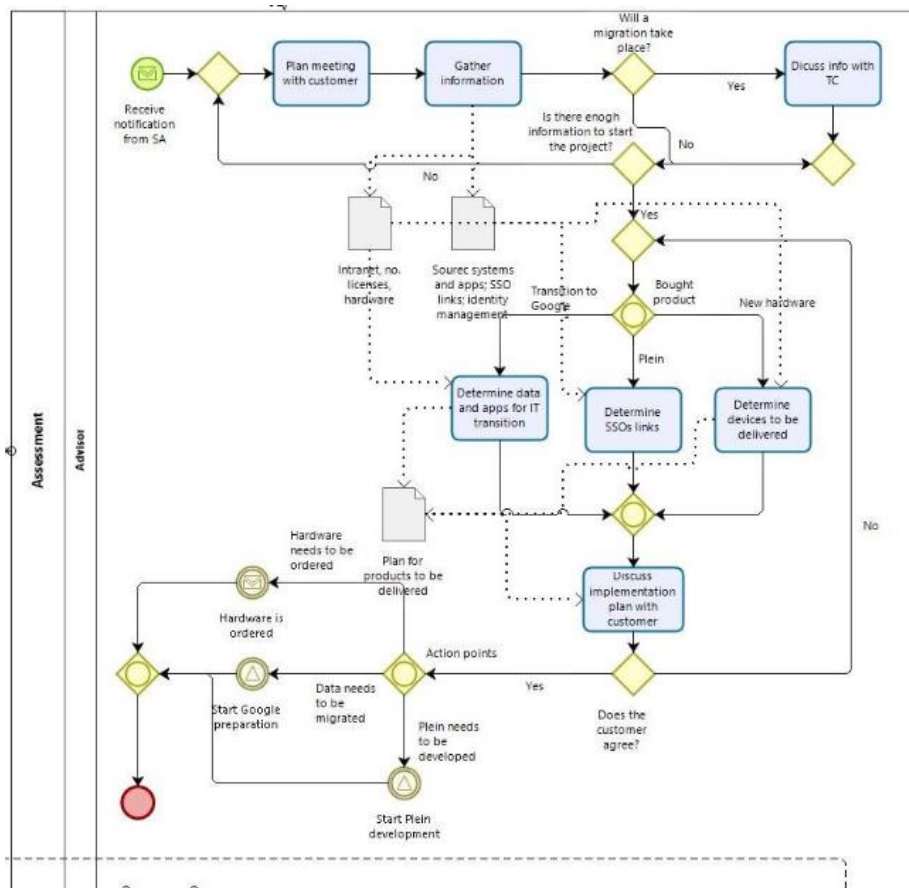 Will a
migration take
place?
Plan meeting
with customer
Gather
information
Dicuss info with
TC
Yes
Receive
notification
from SA
Is there enogh
information to start
the project?
No
No
Yes
Intranet, no.
licenses,
hardware
Sourec systems
and apps; SSO
links; identity
management
Transition to
Google
Bought
product
New hardware
Plein
Determine data
and apps for IT
transition
Determine
SSOs links
Determine
devices to be
delivered
Assessment
Advisor
No
Plan for
products to be
delivered
Hardware
needs to be
ordered
Discuss
implementation
plan with
customer
Hardware is
ordered
Action points
Yes
Data needs
to be
migrated
Start Google
preparation
Does the
customer
agree?
Plein needs
to be
developed
Start Plein
development